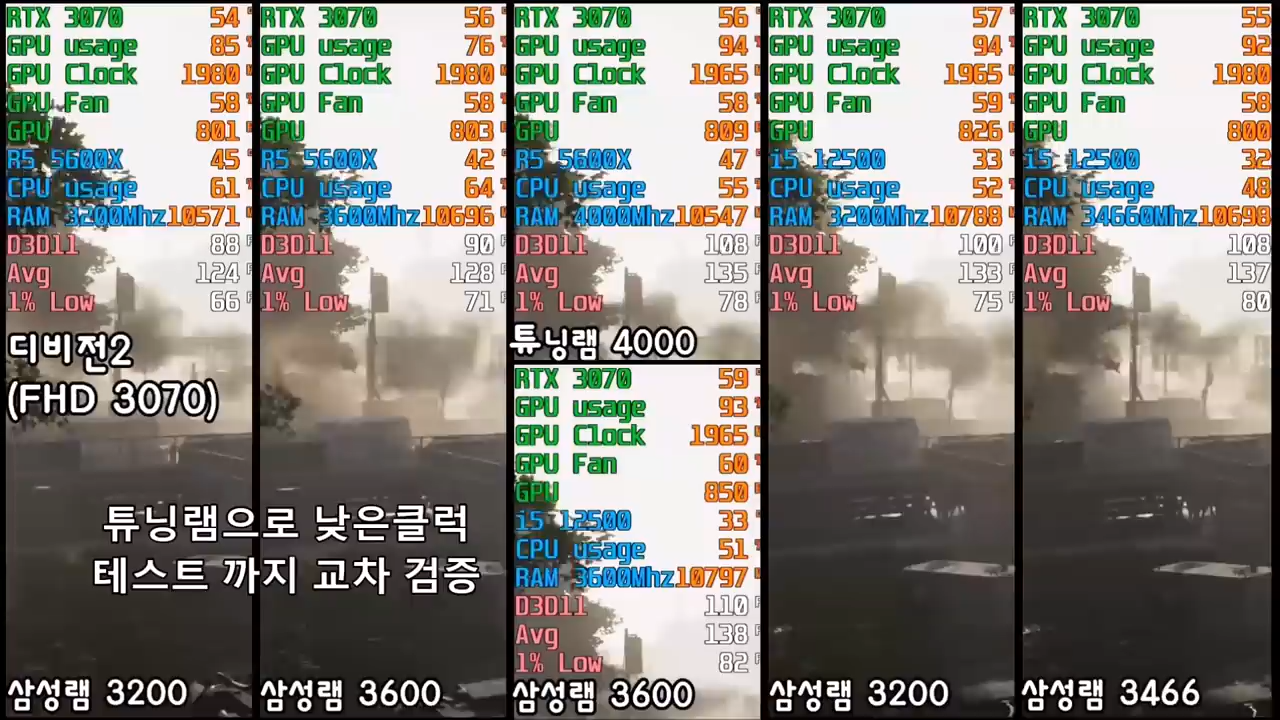 RTX 3070 54
GPU usage 85
GPU Clock 1980
GPU Fan 58
GPU 801
R5 5600X 45
CPU usage 61
RAM 3200Mhz 10571
D3D11 88
Avg 124
1% Low 66
디비전2
(FHD 3070)
삼성램 3200
RTX 3070 56
GPU usage 76
GPU Clock 1980
GPU Fan 58
GPU 803
R5 5600X 42
CPU usage 64
RAM 3600Mhz 10696
D3D11 90
Avg 128
1% Low 71
튜닝램으로 낮은클럭
테스트 까지 교차 검증
삼성램 3600
RTX 3070 56
GPU usage 94
GPU Clock 1965
GPU Fan 58
GPU 809
R5 5600X 47
CPU usage 55
RAM 4000Mhz 10547
D3D11 108
Avg 135
1% Low 78
튜닝램 4000
RTX 3070 59
GPU usage 93
GPU Clock 1965
GPU Fan 60
GPU 850
i5 12500 33
CPU usage 51
RAM 3600Mhz 10797
D3D11 110
Avg 138
1% Low 82
삼성램 3600
RTX 3070 57
GPU usage 94
GPU Clock 1965
GPU Fan 59
GPU 826
i5 12500 33
CPU usage 52
RAM 3200Mhz 10788
D3D11 100
Avg 133
1% Low 75
삼성램 3200
RTX 3070 55
GPU usage 92
GPU Clock 1980
GPU Fan 58
GPU 800
i5 12500 32
CPU usage 48
RAM 34660Mhz 10698
D3D11 108
Avg 137
1% Low 80
삼성램 3466